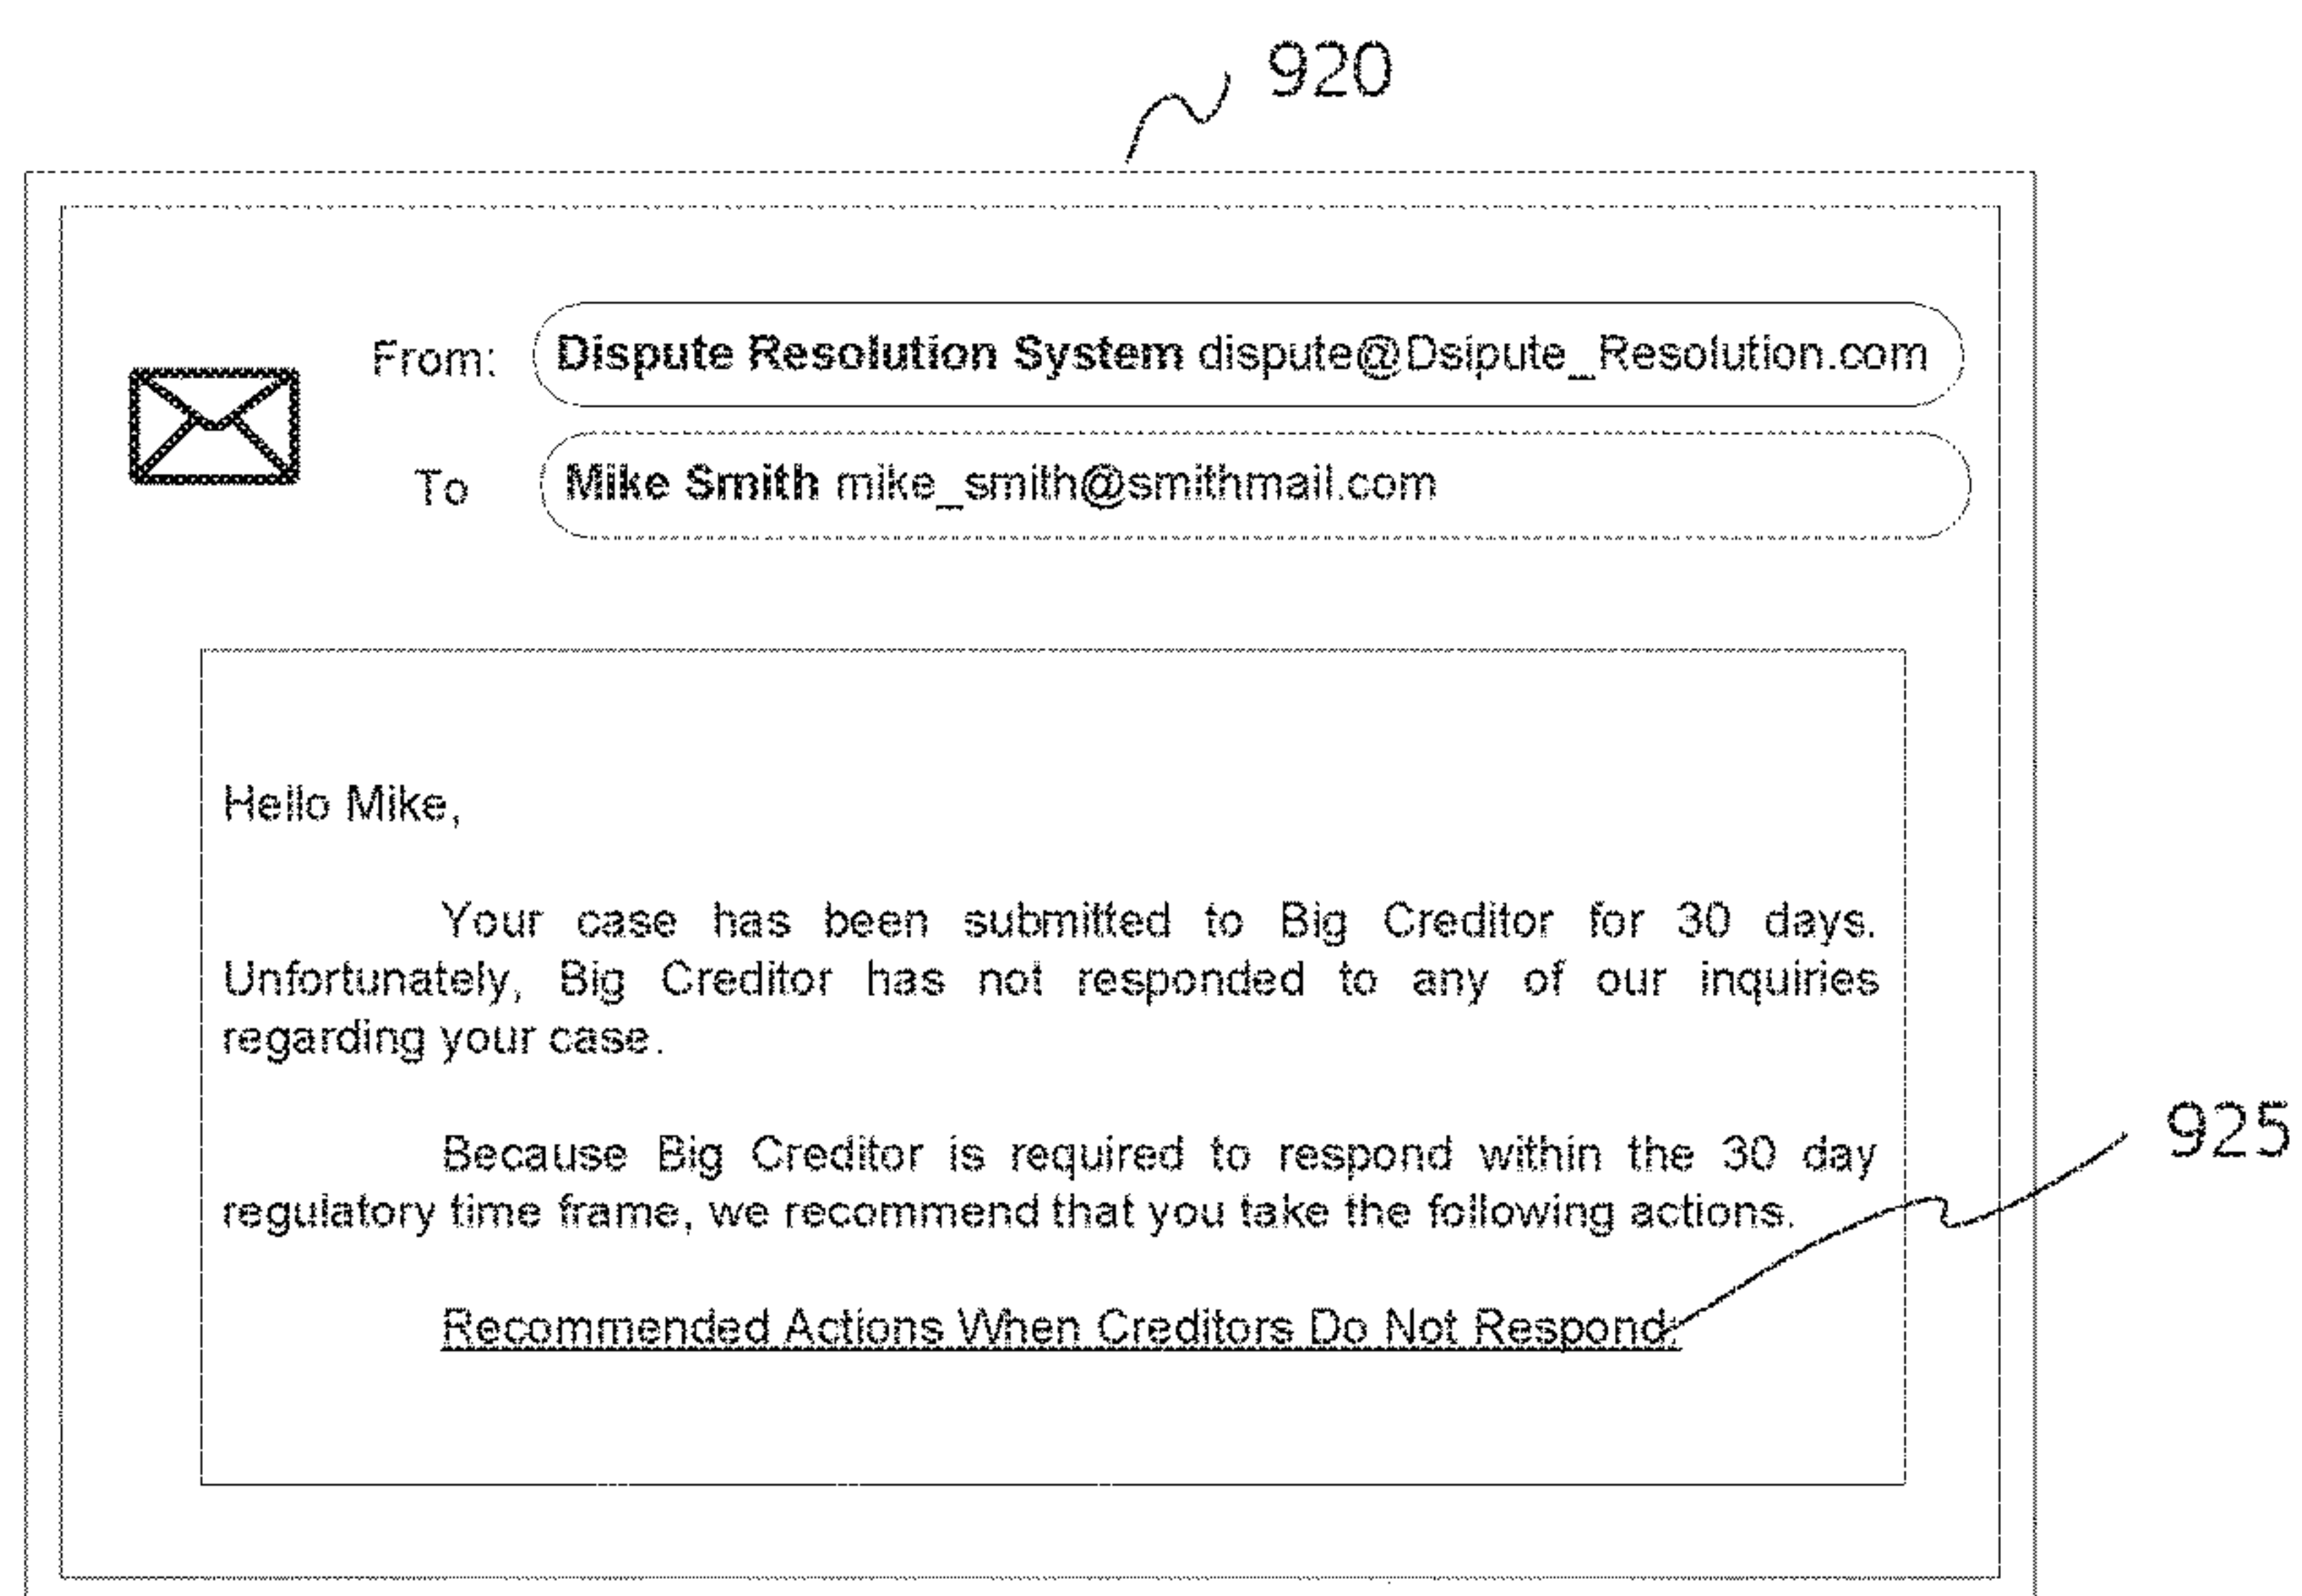 920
From: Dispute Resolution System dispute@Dsipute_Resolution.com
To Mike Smith mike_smith@smithmail.com
Hello Mike,
Your case has been submitted to Big Creditor for 30 days.
Unfortunately, Big Creditor has not responded to any of our inquiries
regarding your case.
Because Big Creditor is required to respond within the 30 day
925
regulatory time frame, we recommend that you take the following actions.
Recommended Actions When Creditors Do Not Respond: